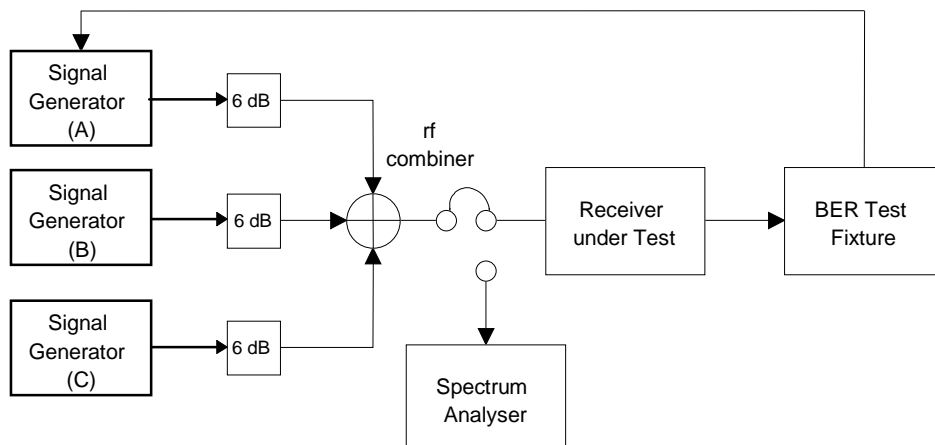 Signal
Generator
(A)
6 dB
rf
combiner
Signal
Generator
(B)
6 dB
Receiver
under Test
BER Test
Fixture
Signal
Generator
(C)
6 dB
Spectrum
Analyser